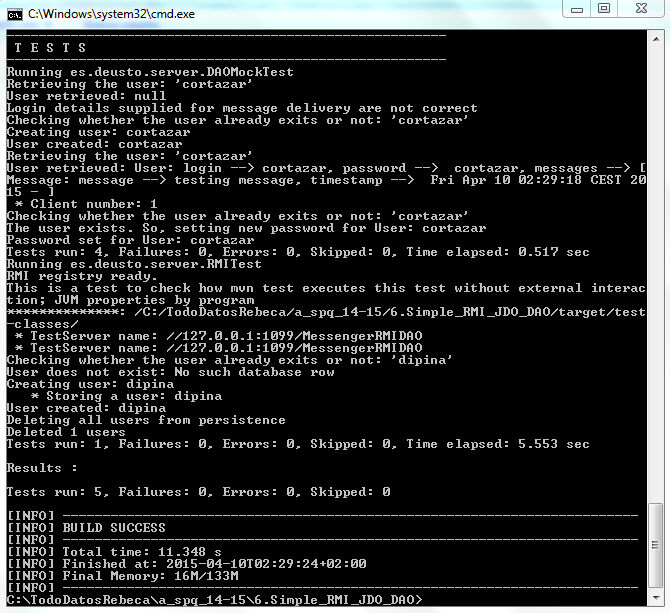 C:\Windows\system32\cmd.exe
-------------------------------------------------------
 T E S T S
-------------------------------------------------------
Running es.deusto.server.DAOMockTest
Retrieving the user: 'cortazar'
User retrieved: null
Login details supplied for message delivery are not correct
Checking whether the user already exits or not: 'cortazar'
Creating user: cortazar
User created: cortazar
Retrieving the user: 'cortazar'
User retrieved: User: login --> cortazar, password -->  cortazar, messages --> [
Message: message --> testing message, timestamp -->  Fri Apr 10 02:29:18 CEST 20
15 - ]
 * Client number: 1
Checking whether the user already exits or not: 'cortazar'
The user exists. So, setting new password for User: cortazar
Password set for User: cortazar
Tests run: 4, Failures: 0, Errors: 0, Skipped: 0, Time elapsed: 0.517 sec
Running es.deusto.server.RMITest
RMI registry ready.
This is a test to check how mvn test executes this test without external interac
tion; JVM properties by program
**************: /C:/TodoDatosRebeca/a_spq_14-15/6.Simple_RMI_JDO_DAO/target/test
-classes/
 * TestServer name: //127.0.0.1:1099/MessengerRMIDAO
 * TestServer name: //127.0.0.1:1099/MessengerRMIDAO
Checking whether the user already exits or not: 'dipina'
User does not exist: No such database row
Creating user: dipina
   * Storing a user: dipina
User created: dipina
Deleting all users from persistence
Deleted 1 users
Tests run: 1, Failures: 0, Errors: 0, Skipped: 0, Time elapsed: 5.553 sec

Results :

Tests run: 5, Failures: 0, Errors: 0, Skipped: 0

[INFO] ------------------------------------------------------------------------
[INFO] BUILD SUCCESS
[INFO] ------------------------------------------------------------------------
[INFO] Total time: 11.348 s
[INFO] Finished at: 2015-04-10T02:29:24+02:00
[INFO] Final Memory: 16M/133M
[INFO] ------------------------------------------------------------------------
C:\TodoDatosRebeca\a_spq_14-15\6.Simple_RMI_JDO_DAO>